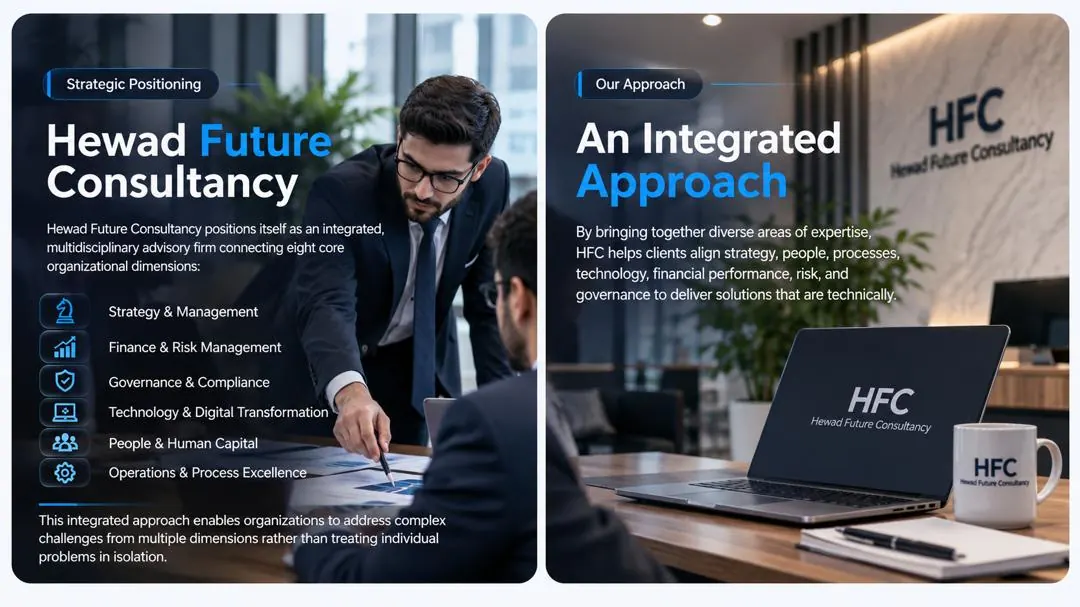 Strategic Positioning
Hewad Future
Consultancy
Hewad Future Consultancy positions itself as an integrated,
multidisciplinary advisory firm connecting eight core
organizational dimensions:
Strategy & Management
Finance & Risk Management
Governance & Compliance
Technology & Digital Transformation
People & Human Capital
Operations & Process Excellence
This integrated approach enables organizations to address complex
challenges from multiple dimensions rather than treating individual
problems in isolation.
Our Approach
An Integrated
Approach
By bringing together diverse areas of expertise,
HFC helps clients align strategy, people, processes,
technology, financial performance, risk, and
governance to deliver solutions that are technically.
HFC
Hewad Future Consultancy
HFC
Hewad Future Consultancy
HFC
Hewad Future Consultancy